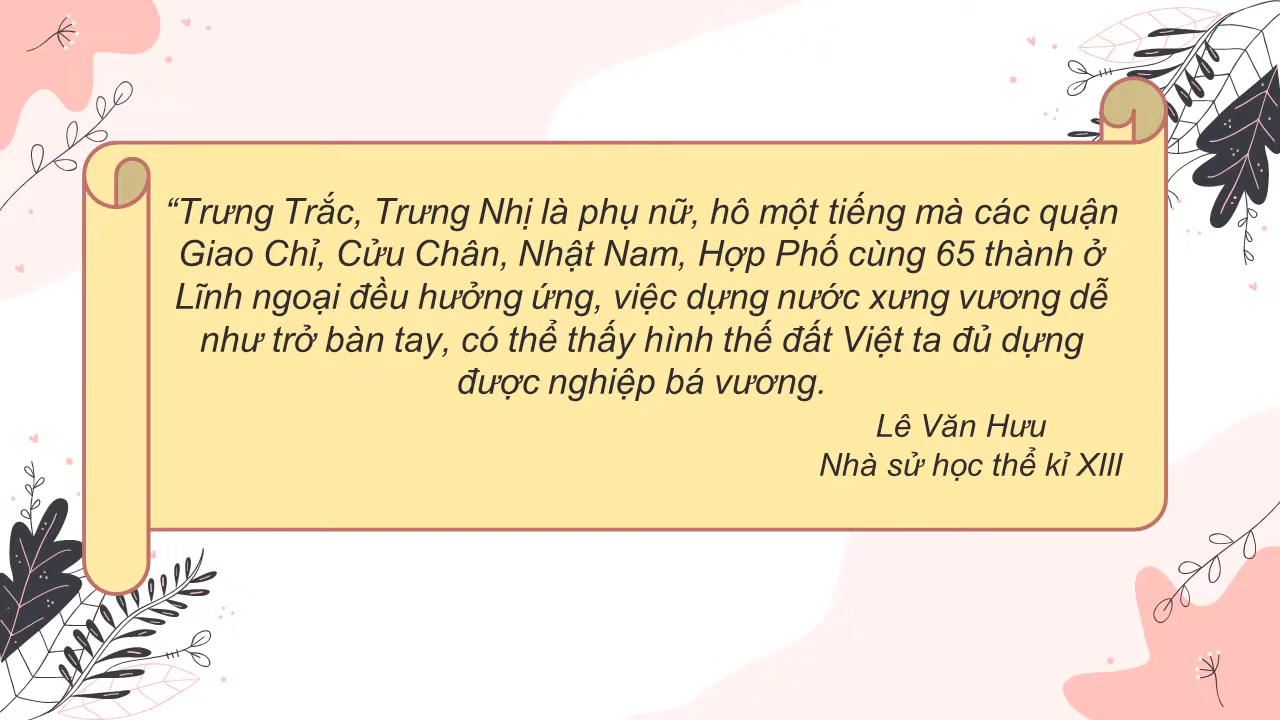 “Trưng Trắc, Trưng Nhị là phụ nữ, hô một tiếng mà các quận
Giao Chỉ, Cửu Chân, Nhật Nam, Hợp Phố cùng 65 thành ở
Lĩnh ngoại đều hưởng ứng, việc dựng nước xưng vương dễ
như trở bàn tay, có thể thấy hình thế đất Việt ta đủ dựng
được nghiệp bá vương.
Lê Văn Hưu
Nhà sử học thể kỉ XIII